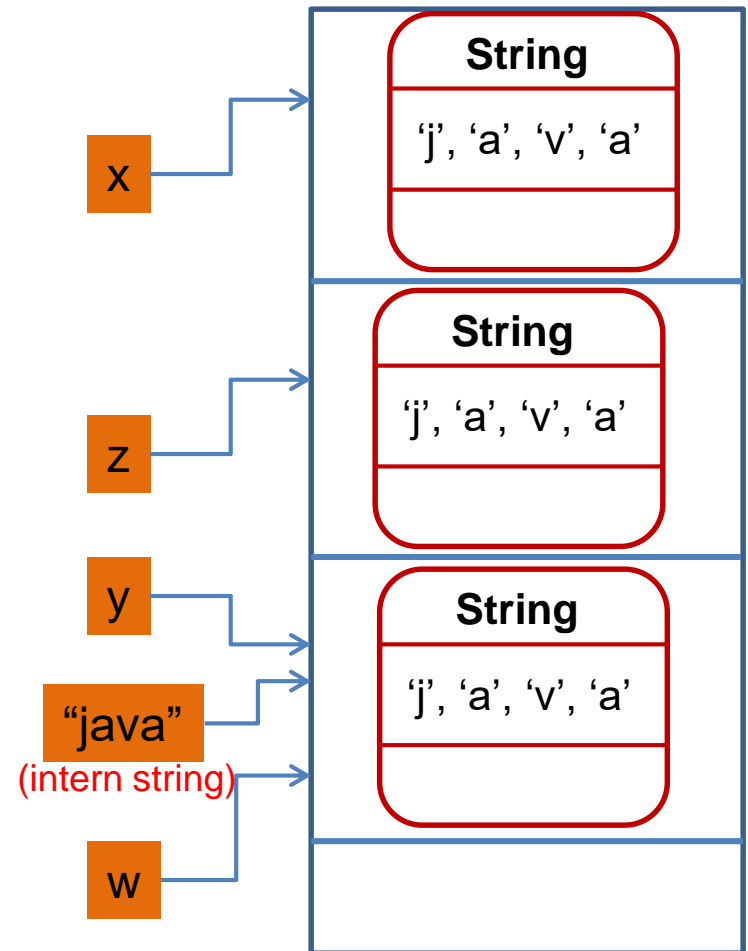 String
‘j’, ‘a’, ‘v’, ‘a’
x
String
‘j’, ‘a’, ‘v’, ‘a’
z
y
String
‘j’, ‘a’, ‘v’, ‘a’
“java”
(intern string)
w